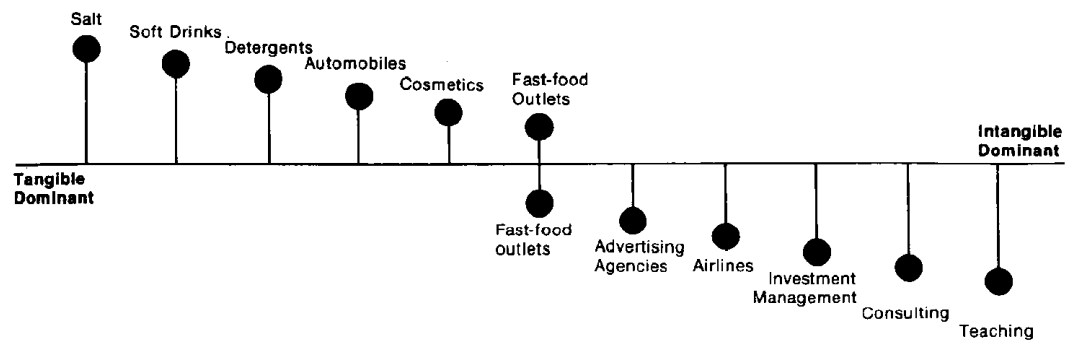 Salt
Soft Drinks
Detergents
Automobiles
Cosmetics
Fast-food
Outlets
Intangible
Dominant
Tangible
Dominant
Fast-food
outlets
Advertising
Agencies
Airlines
Investment
Management
Consulting
Teaching